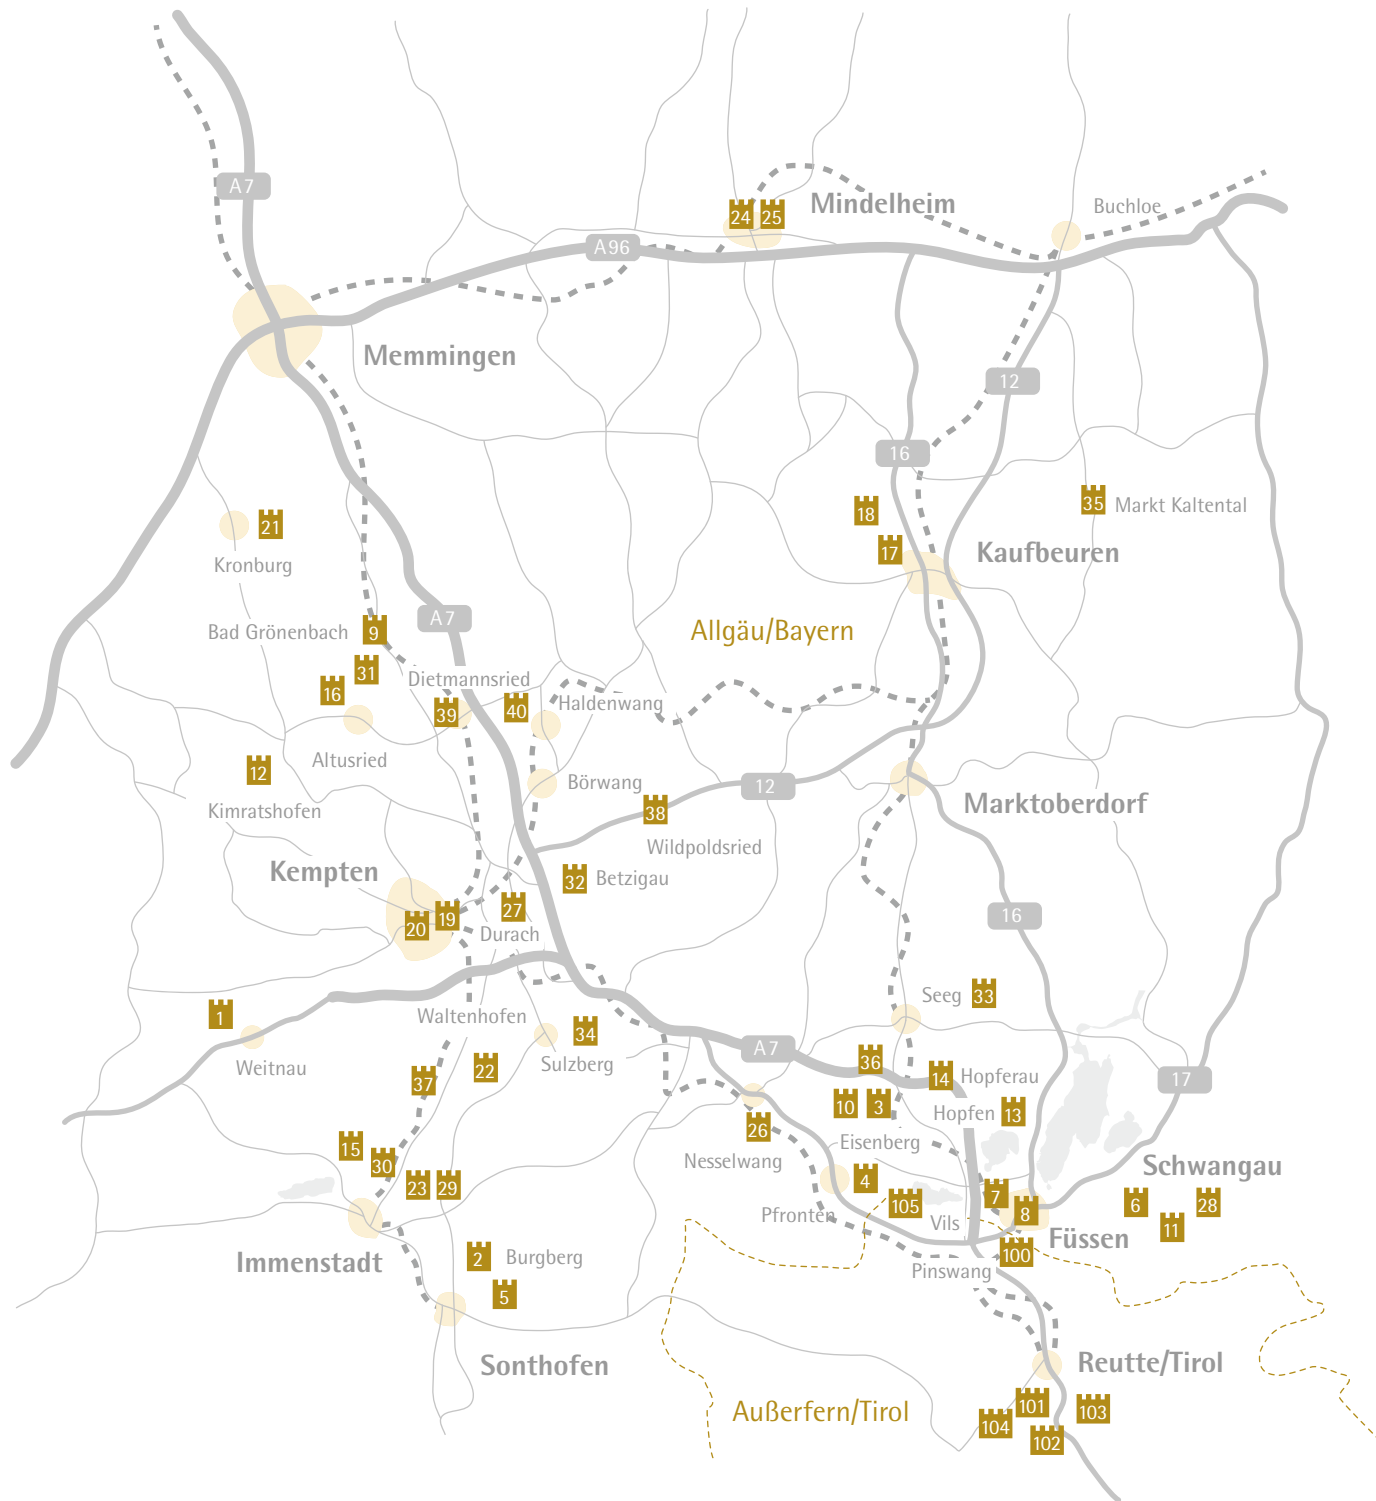 A7
24
25
Mindelheim
Buchloe
A96
Memmingen
12
16
35
Markt Kaltental
18
21
17
Kaufbeuren
Kronburg
A7
Bad Grönenbach
9
Allgäu/Bayern
31
16
Dietmannsried
39
40
Haldenwang
Altusried
12
Kimratshofen
Börwang
12
38
Marktoberdorf
Wildpoldsried
Kempten
32
Betzigau
27
19
20
Durach
16
Seeg
33
1
Waltenhofen
34
Weitnau
Sulzberg
A7
36
22
37
14
Hopferau
17
10
3
Hopfen
13
26
Eisenberg
15
30
Nesselwang
Schwangau
23
29
4
7
6
28
105
8
Pfronten
Vils
11
Füssen
Immenstadt
2
Burgberg
100
Pinswang
5
Sonthofen
Reutte/Tirol
Außerfern/Tirol
101
103
104
102